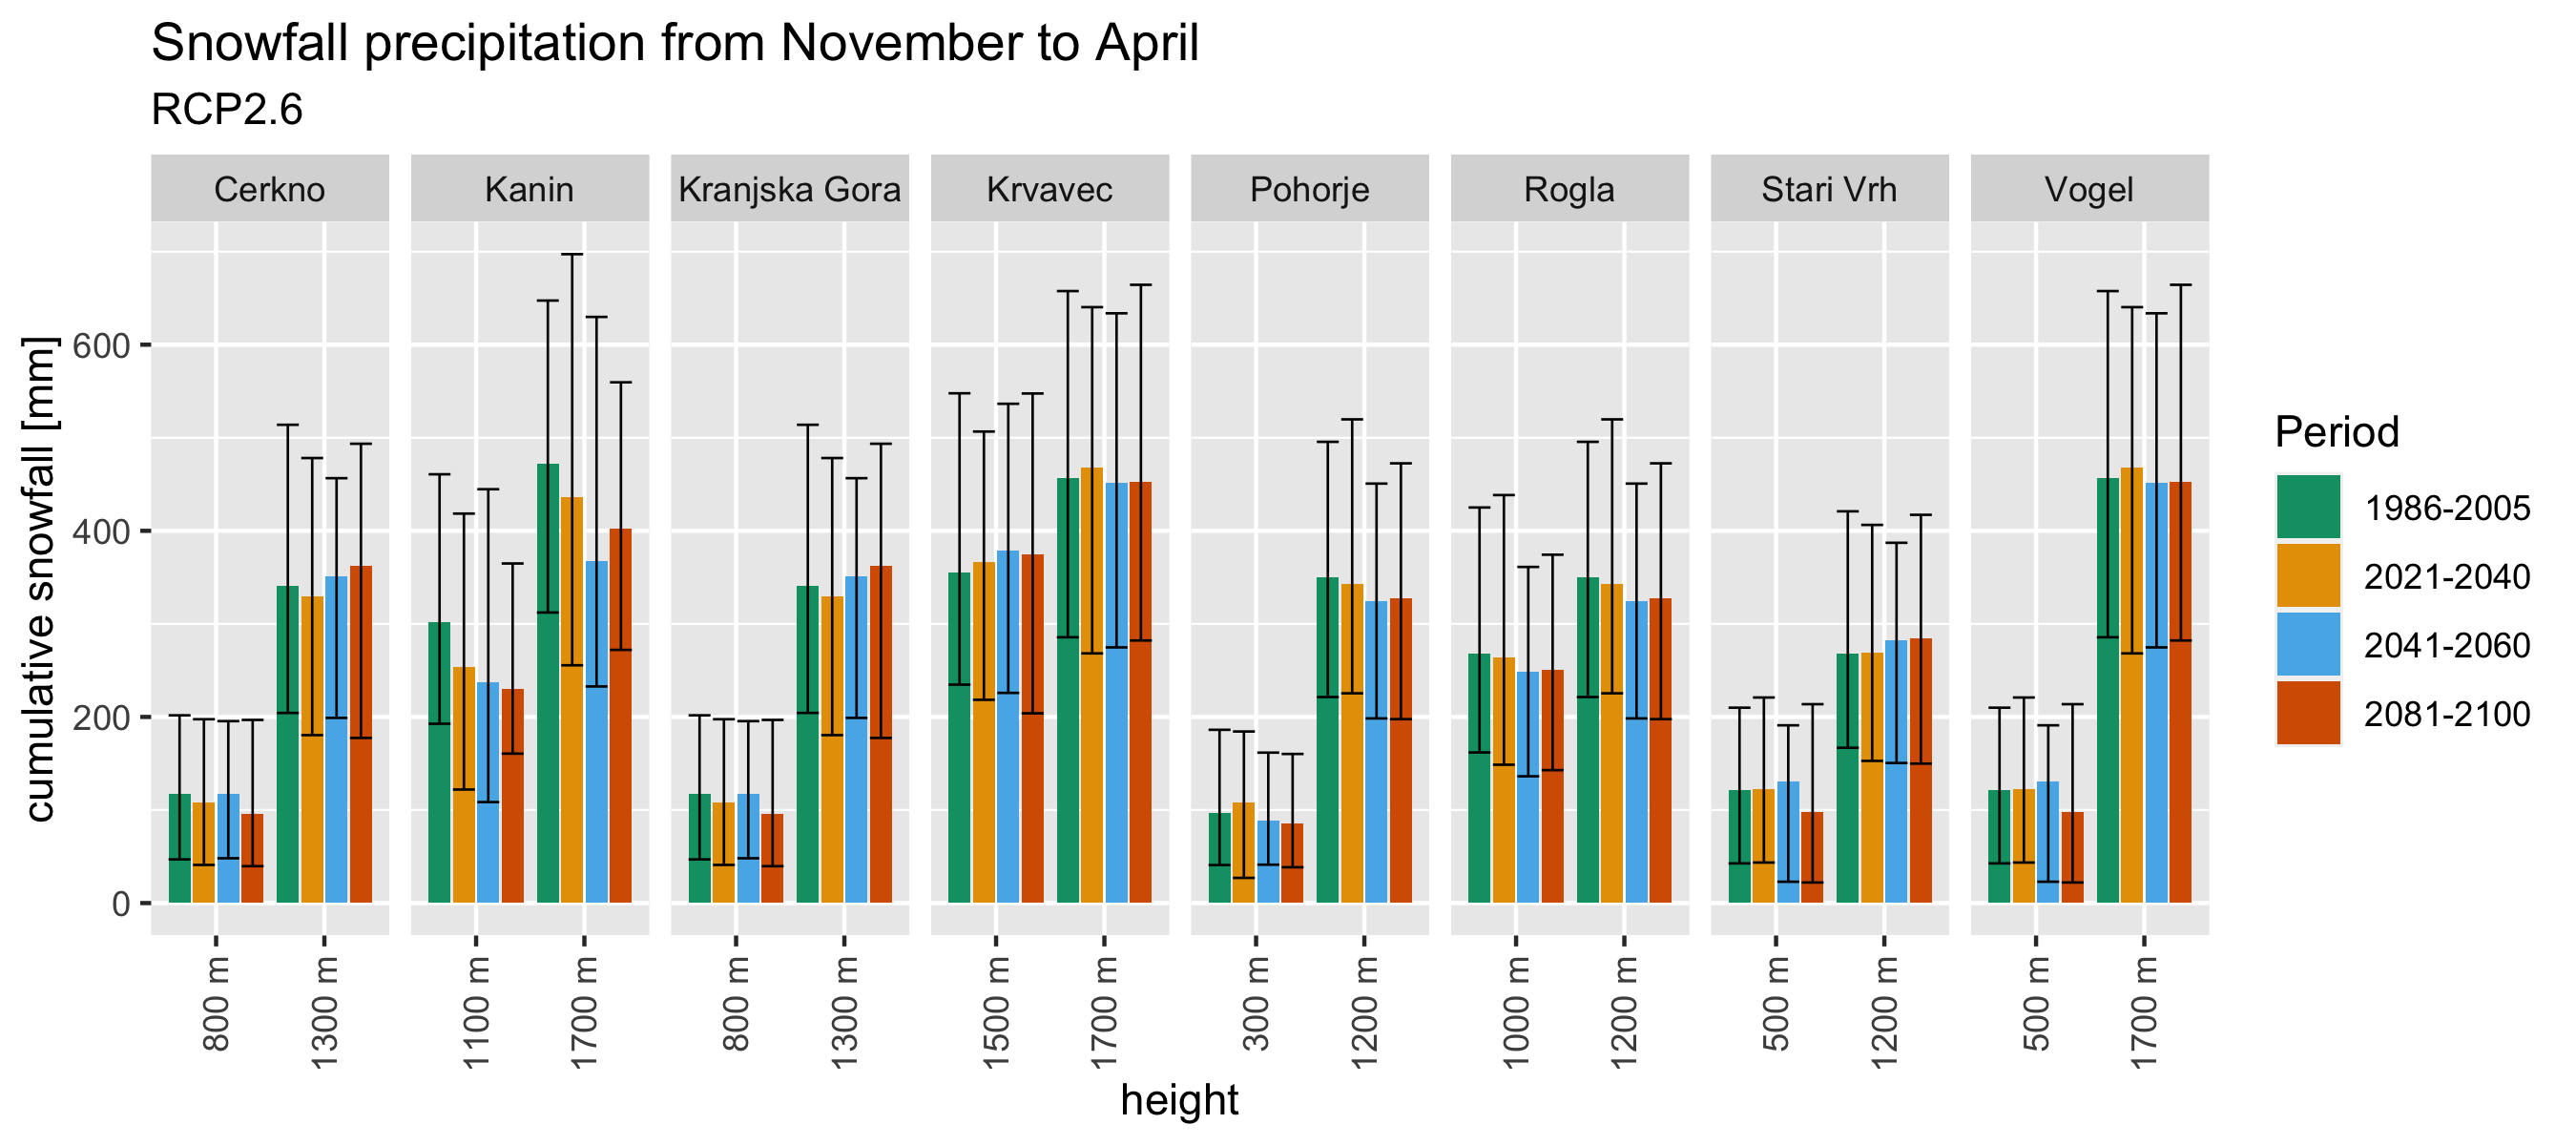 Snowfall precipitation from November to April
RCP2.6
Cerkno
Kanin
Kranjska Gora
Krvavec
Pohorje
Rogla
Stari Vrh
Vogel
cumulative snowfall [mm]
600
400
200
0
800 m
1300 m
1100 m
1700 m
800 m
1300 m
1500 m
1700 m
300 m
1200 m
1000 m
1200 m
500 m
1200 m
500 m
1700 m
height
Period
1986-2005
2021-2040
2041-2060
2081-2100